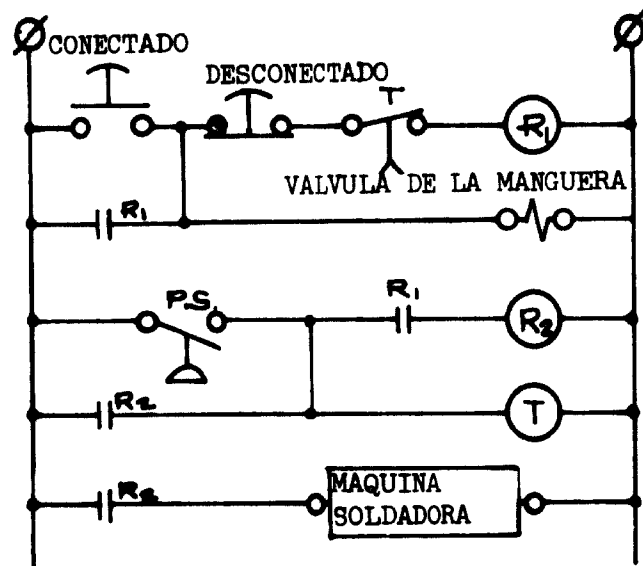 CONECTADO
DESCONECTADO
T
R₁
VALVULA DE LA MANGUERA
R₁
P.S.
R₁
R₂
R₂
T
R₂
MAQUINA
SOLDADORA